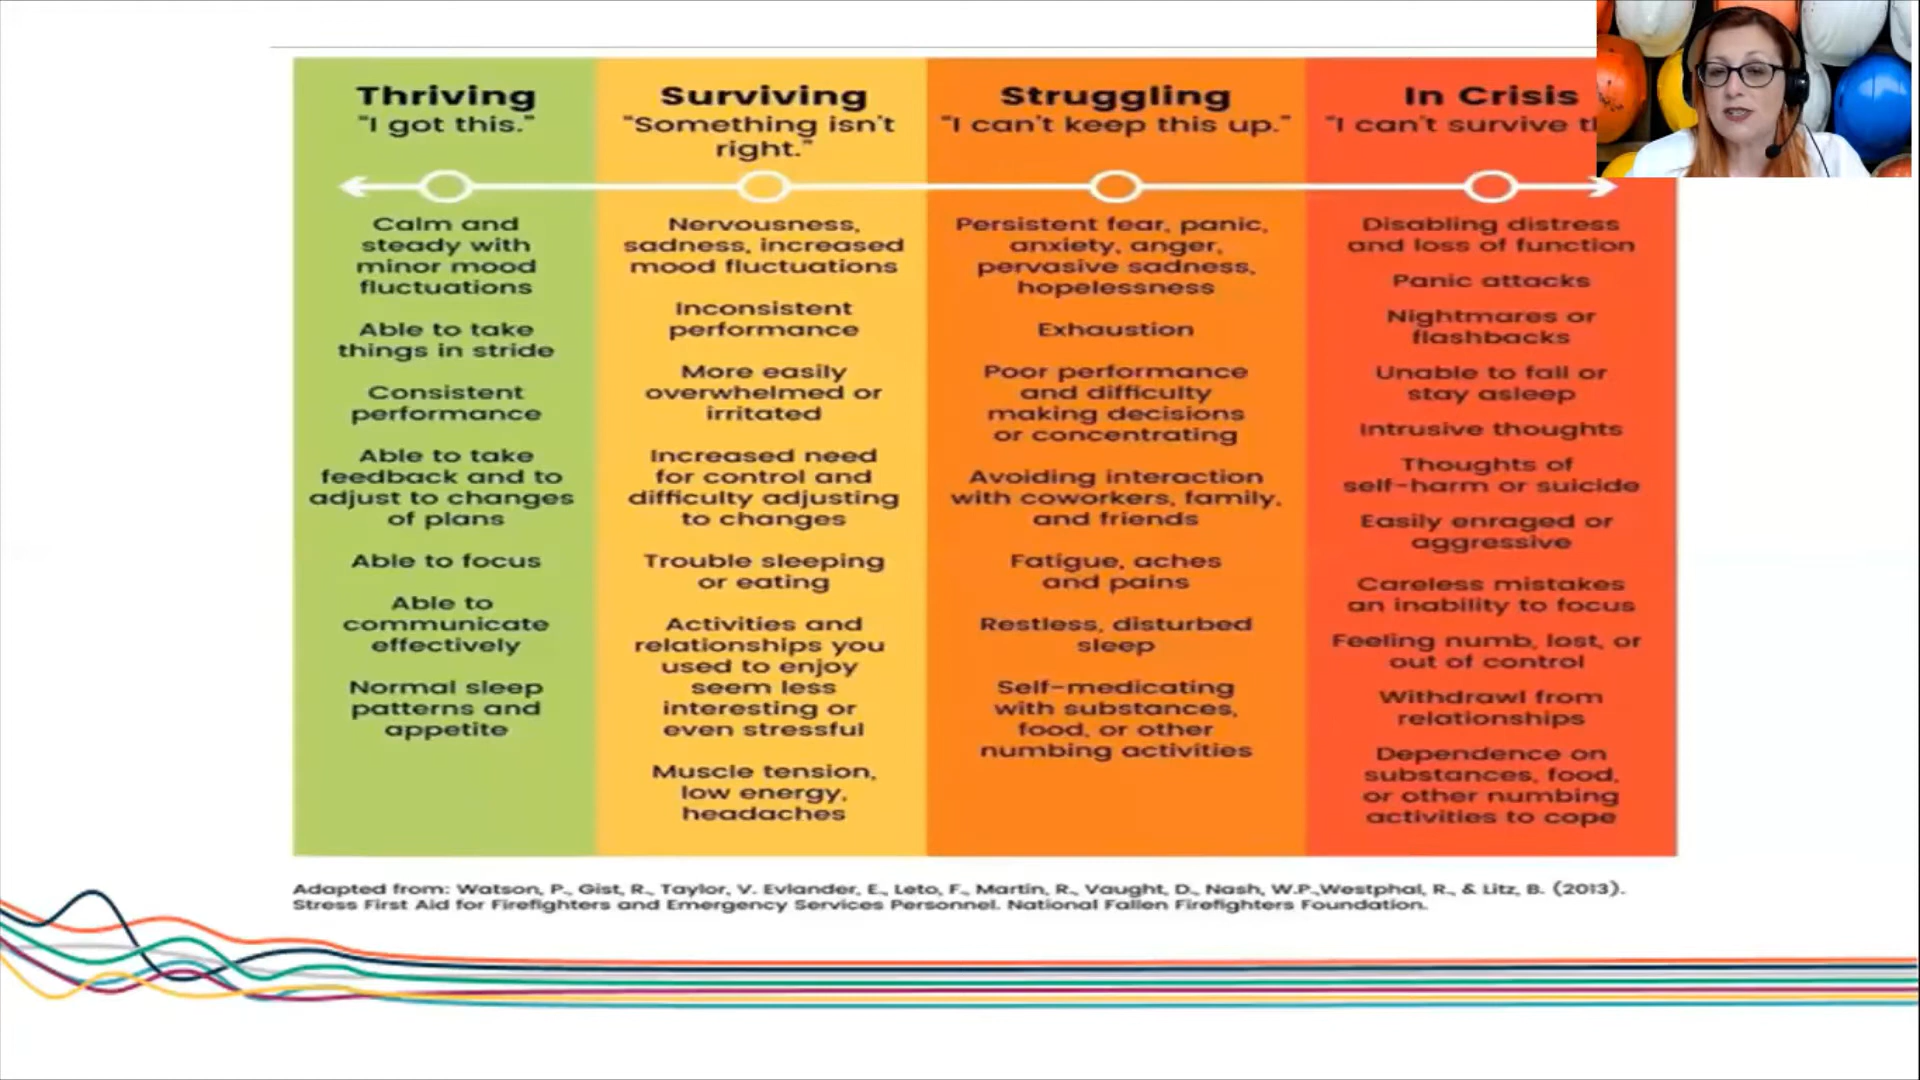 Thriving
"I got this."
Calm and
steady with
minor mood
fluctuations
Able to take
things in stride
Consistent
performance
Able to take
feedback and to
adjust to changes
of plans
Able to focus
Able to
communicate
effectively
Normal sleep
patterns and
appetite
Surviving
"Something isn't
right."
Nervousness,
sadness, increased
mood fluctuations
Inconsistent
performance
More easily
overwhelmed or
irritated
Increased need
for control and
difficulty adjusting
to changes
Trouble sleeping
or eating
Activities and
relationships you
used to enjoy
seem less
interesting or
even stressful
Muscle tension,
low energy,
headaches
Struggling
"I can't keep this up."
Persistent fear, panic,
anxiety, anger,
pervasive sadness,
hopelessness
Exhaustion
Poor performance
and difficulty
making decisions
or concentrating
Avoiding interaction
with coworkers, family,
and friends
Fatigue, aches
and pains
Restless, disturbed
sleep
Self-medicating
with substances,
food, or other
numbing activities
In Crisis
"I can't survive
Disabling distress
and loss of function
Panic attacks
Nightmares or
flashbacks
Unable to fall or
stay asleep
Intrusive thoughts
Thoughts of
self-harm or suicide
Easily enraged or
aggressive
Careless mistakes
an inability to focus
Feeling numb, lost, or
out of control
Withdrawl from
relationships
Dependence on
substances, food,
or other numbing
activities to cope
Adapted from: Watson, P., Gist, R., Taylor, V. Evlander, E., Leto, F., Martin, R., Vaught, D., Nash, W.P.,Westphal, R., & Litz, B. (2013).
Stress First Aid for Firefighters and Emergency Services Personnel. National Fallen Firefighters Foundation.